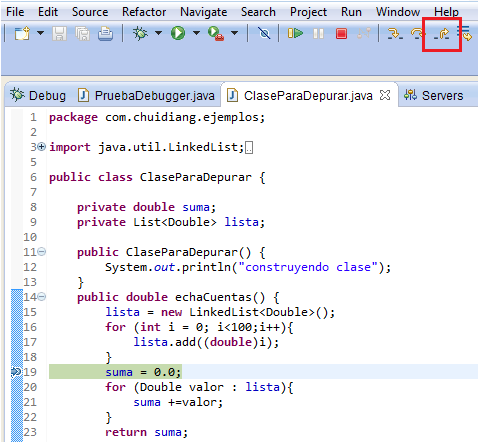 File Edit Source Refactor Navigate Search Project Run Window Help
Debug PruebaDebugger.java ClaseParaDepurar.java Servers
1 package com.chuidiang.ejemplos;
2
3 import java.util.LinkedList;
5
6 public class ClaseParaDepurar {
7
8 private double suma;
9 private List<Double> lista;
10
11 public ClaseParaDepurar() {
12 System.out.println("construyendo clase");
13 }
14 public double echaCuentas() {
15 lista = new LinkedList<Double>();
16 for (int i = 0; i<100;i++){
17 lista.add((double)i);
18 }
19 suma = 0.0;
20 for (Double valor : lista){
21 suma +=valor;
22 }
23 return suma;